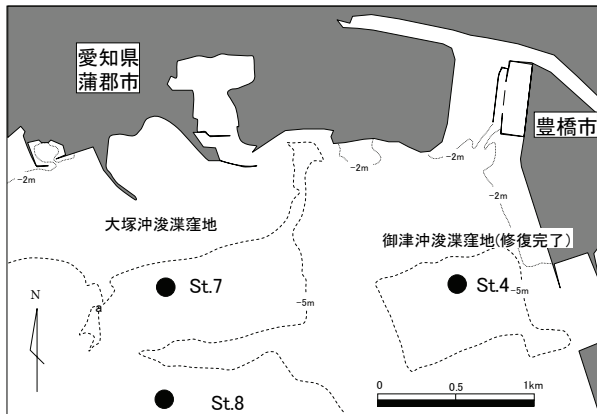 愛知県
蒲郡市
豊橋市
-2m
-2m
-2m
-2m
大塚沖浚渫窪地
御津沖浚渫窪地(修復完了)
St.7
St.4
-5m
-5m
N
St.8
0
0.5
1km